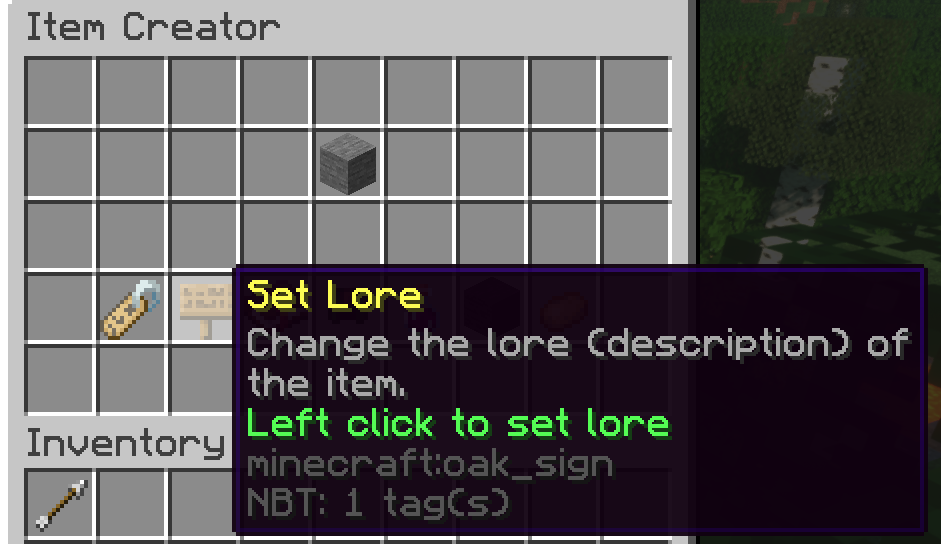 Item Creator
Set Lore
Change the lore (description) of
the item.
Left click to set lore
minecraft:oak_sign
NBT: 1 tag(s)
Inventory